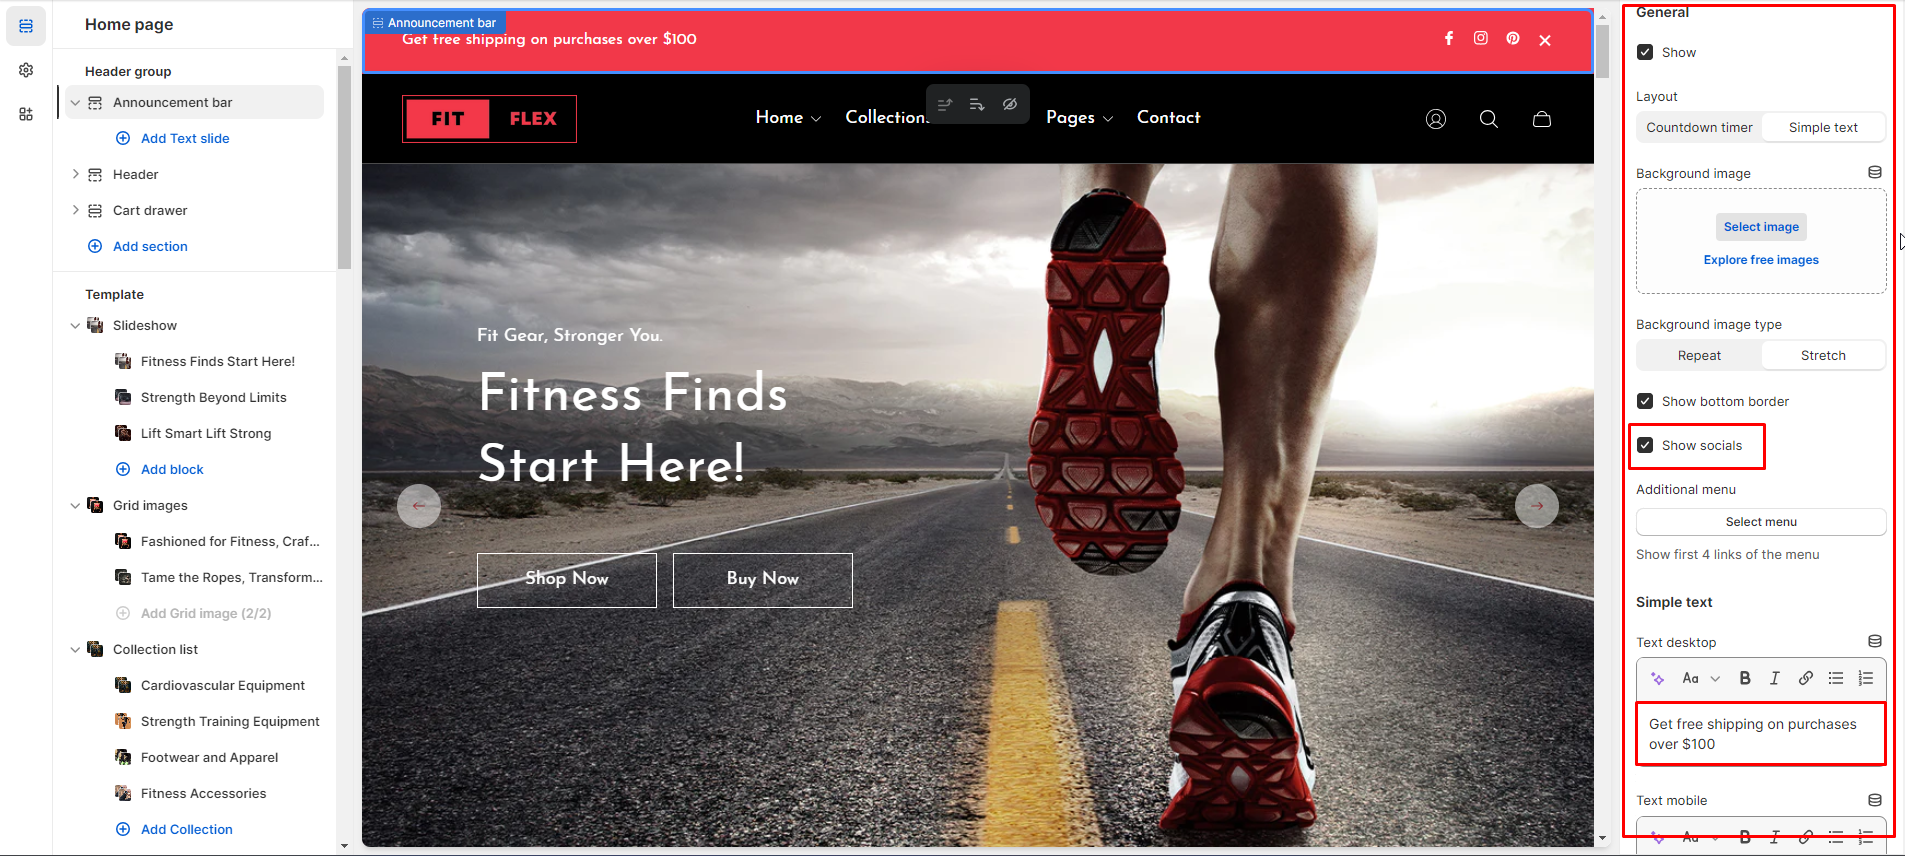 Home page
Header group
Announcement bar
Add Text slide
Header
Cart drawer
Add section
Template
Slideshow
Fitness Finds Start Here!
Strength Beyond Limits
Lift Smart Lift Strong
Add block
Grid images
Fashioned for Fitness, Craf...
Tame the Ropes, Transform...
Add Grid image (2/2)
Collection list
Cardiovascular Equipment
Strength Training Equipment
Footwear and Apparel
Fitness Accessories
Add Collection
Announcement bar
Get free shipping on purchases over $100
FIT FLEX
Home
Collections
Pages
Contact
Fit Gear, Stronger You.
Fitness Finds
Start Here!
Shop Now
Buy Now
General
Show
Layout
Countdown timer
Simple text
Background image
Select image
Explore free images
Background image type
Repeat
Stretch
Show bottom border
Show socials
Additional menu
Select menu
Show first 4 links of the menu
Simple text
Text desktop
Aa
B
I
Get free shipping on purchases
over $100
Text mobile
Aa
B
I